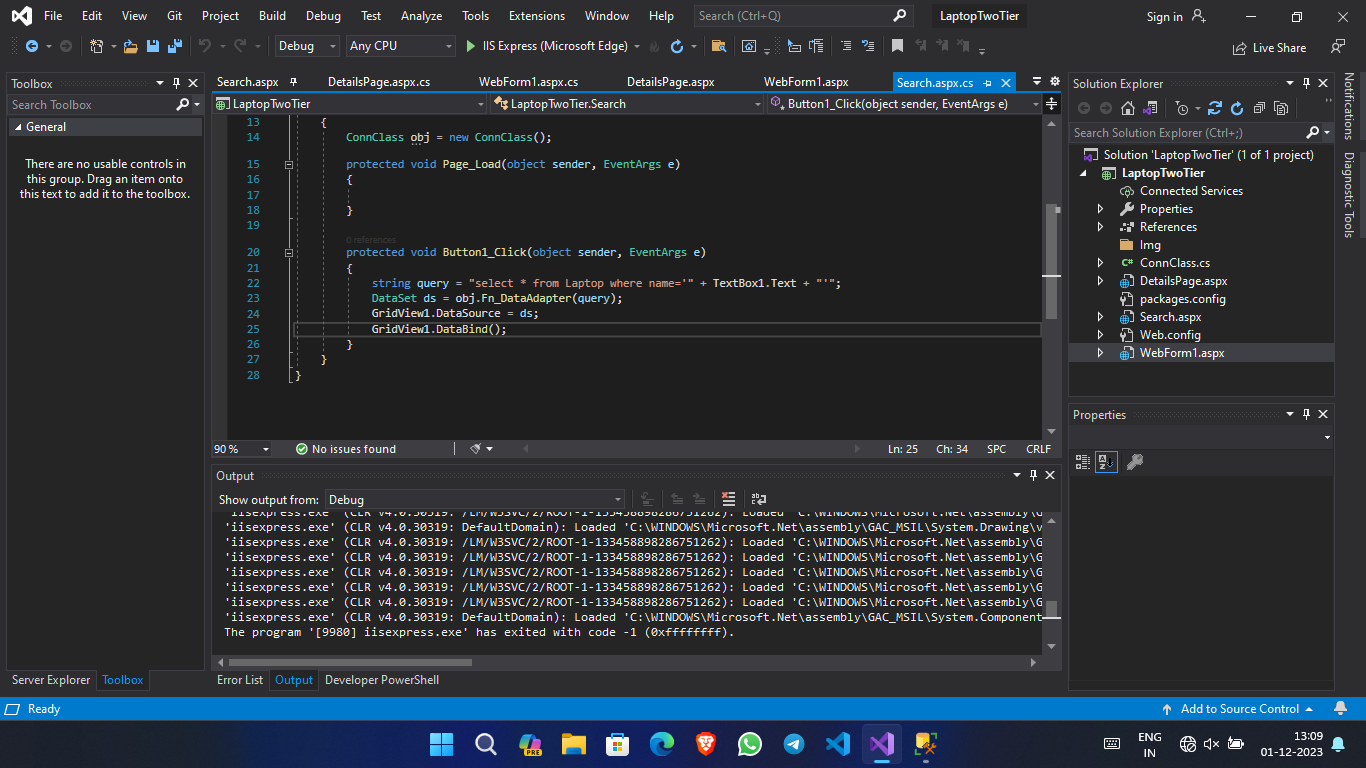 File Edit View Git Project Build Debug Test Analyze Tools Extensions Window Help Search (Ctrl+Q) LaptopTwoTier Sign in
Debug Any CPU IIS Express (Microsoft Edge) Live Share
Toolbox
Search Toolbox
General
There are no usable controls in
this group. Drag an item onto
this text to add it to the toolbox.
Server Explorer Toolbox
Search.aspx DetailsPage.aspx.cs WebForm1.aspx.cs DetailsPage.aspx WebForm1.aspx Search.aspx.cs
LaptopTwoTier LaptopTwoTier.Search Button1_Click(object sender, EventArgs e)
13 {
14 ConnClass obj = new ConnClass();
15 protected void Page_Load(object sender, EventArgs e)
16 {
17
18 }
19
0 references
20 protected void Button1_Click(object sender, EventArgs e)
21 {
22 string query = "select * from Laptop where name='" + TextBox1.Text + "'";
23 DataSet ds = obj.Fn_DataAdapter(query);
24 GridView1.DataSource = ds;
25 GridView1.DataBind();
26 }
27 }
28 }
90 % No issues found Ln: 25 Ch: 34 SPC CRLF
Output
Show output from: Debug
'iisexpress.exe' (CLR v4.0.30319: /LM/W3SVC/2/ROOT-1-133458898286751262): Loaded 'C:\WINDOWS\Microsoft.Net\assembly\G
'iisexpress.exe' (CLR v4.0.30319: DefaultDomain): Loaded 'C:\WINDOWS\Microsoft.Net\assembly\GAC_MSIL\System.Drawing\v
'iisexpress.exe' (CLR v4.0.30319: /LM/W3SVC/2/ROOT-1-133458898286751262): Loaded 'C:\WINDOWS\Microsoft.Net\assembly\G
'iisexpress.exe' (CLR v4.0.30319: /LM/W3SVC/2/ROOT-1-133458898286751262): Loaded 'C:\WINDOWS\Microsoft.Net\assembly\G
'iisexpress.exe' (CLR v4.0.30319: /LM/W3SVC/2/ROOT-1-133458898286751262): Loaded 'C:\WINDOWS\Microsoft.Net\assembly\G
'iisexpress.exe' (CLR v4.0.30319: /LM/W3SVC/2/ROOT-1-133458898286751262): Loaded 'C:\WINDOWS\Microsoft.Net\assembly\G
'iisexpress.exe' (CLR v4.0.30319: /LM/W3SVC/2/ROOT-1-133458898286751262): Loaded 'C:\WINDOWS\Microsoft.Net\assembly\G
'iisexpress.exe' (CLR v4.0.30319: DefaultDomain): Loaded 'C:\WINDOWS\Microsoft.Net\assembly\GAC_MSIL\System.Component
The program '[9980] iisexpress.exe' has exited with code -1 (0xffffffff).
Error List Output Developer PowerShell
Solution Explorer
Search Solution Explorer (Ctrl+;)
Solution 'LaptopTwoTier' (1 of 1 project)
LaptopTwoTier
Connected Services
Properties
References
Img
C# ConnClass.cs
DetailsPage.aspx
packages.config
Search.aspx
Web.config
WebForm1.aspx
Properties
Notifications
Diagnostic Tools
Ready Add to Source Control
PRE
ENG
IN
13:09
01-12-2023